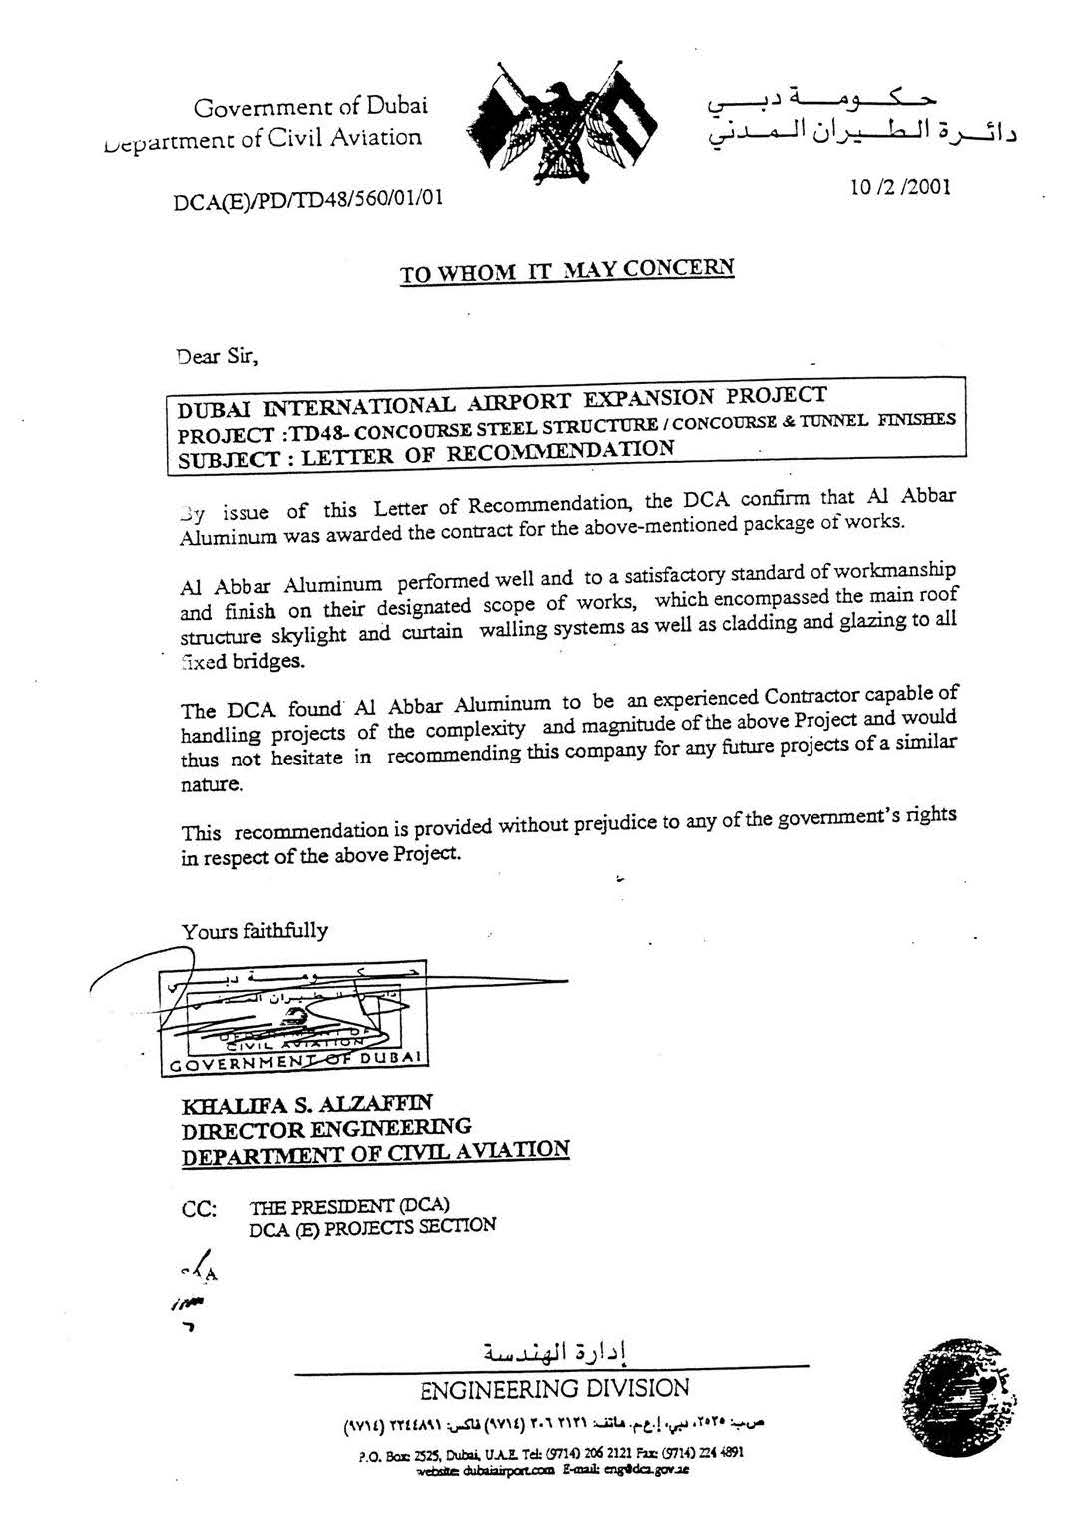 Government of Dubai
Department of Civil Aviation
حكومة دبي
دائرة الطيران المدني
DCA(E)/PD/TD48/560/01/01
10 /2 /2001
TO WHOM IT MAY CONCERN
Dear Sir,
DUBAI INTERNATIONAL AIRPORT EXPANSION PROJECT
PROJECT :TD48- CONCOURSE STEEL STRUCTURE / CONCOURSE & TUNNEL FINISHES
SUBJECT : LETTER OF RECOMMENDATION
By issue of this Letter of Recommendation, the DCA confirm that Al Abbar
Aluminum was awarded the contract for the above-mentioned package of works.
Al Abbar Aluminum performed well and to a satisfactory standard of workmanship
and finish on their designated scope of works, which encompassed the main roof
structure skylight and curtain walling systems as well as cladding and glazing to all
fixed bridges.
The DCA found Al Abbar Aluminum to be an experienced Contractor capable of
handling projects of the complexity and magnitude of the above Project and would
thus not hesitate in recommending this company for any future projects of a similar
nature.
This recommendation is provided without prejudice to any of the government's rights
in respect of the above Project.
Yours faithfully
حكومة دبي
دائرة الطيران المدني
DEPARTMENT OF
CIVIL AVIATION
GOVERNMENT OF DUBAI
KHALIFA S. ALZAFFIN
DIRECTOR ENGINEERING
DEPARTMENT OF CIVIL AVIATION
CC: THE PRESIDENT (DCA)
DCA (E) PROJECTS SECTION
إدارة الهندسة
ENGINEERING DIVISION
ص.ب: ٢٥٢٥، دبي، إ.ع.م. هاتف: ٢١٢١ ٢٠٦ (٩٧١٤) فاكس: ٢٢٤٤٨٩١ (٩٧١٤)
P.O. Box: 2525, Dubai, U.A.E. Tel: (9714) 206 2121 Fax: (9714) 224 4891
website: dubaiairport.com E-mail: eng@dca.gov.ae